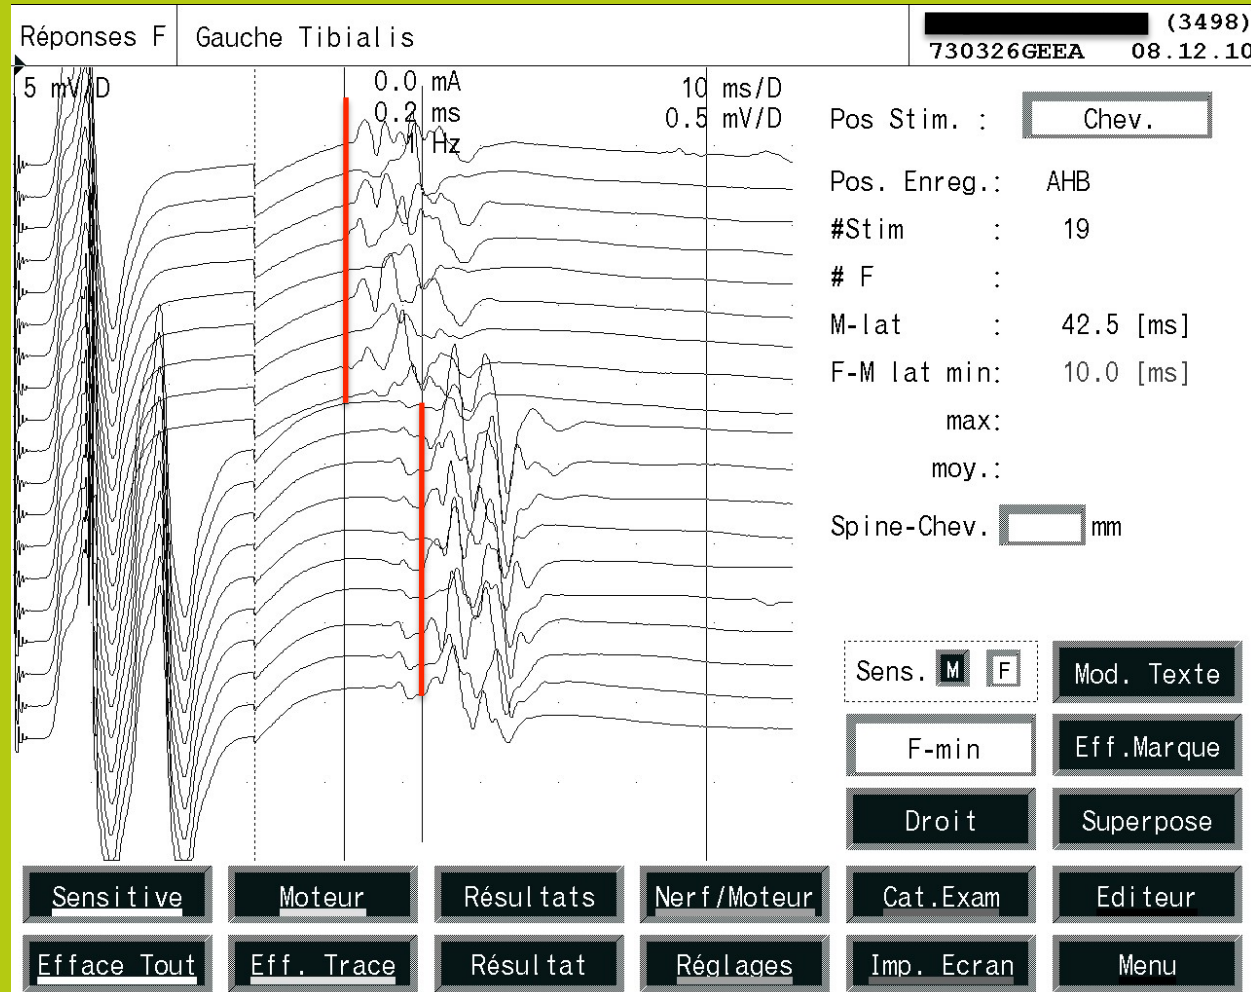 Réponses F Gauche Tibialis (3498)
730326GEEA 08.12.10
5 mV/D 0.0 mA 10 ms/D
0.2 ms 0.5 mV/D
1 Hz
Pos Stim. : Chev.
Pos. Enreg.: AHB
#Stim : 19
# F :
M-lat : 42.5 [ms]
F-M lat min: 10.0 [ms]
max:
moy.:
Spine-Chev. mm
Sens. M F Mod. Texte
F-min Eff.Marque
Droit Superpose
Sensitive Moteur Résultats Nerf/Moteur Cat.Exam Editeur
Efface Tout Eff. Trace Résultat Réglages Imp. Ecran Menu